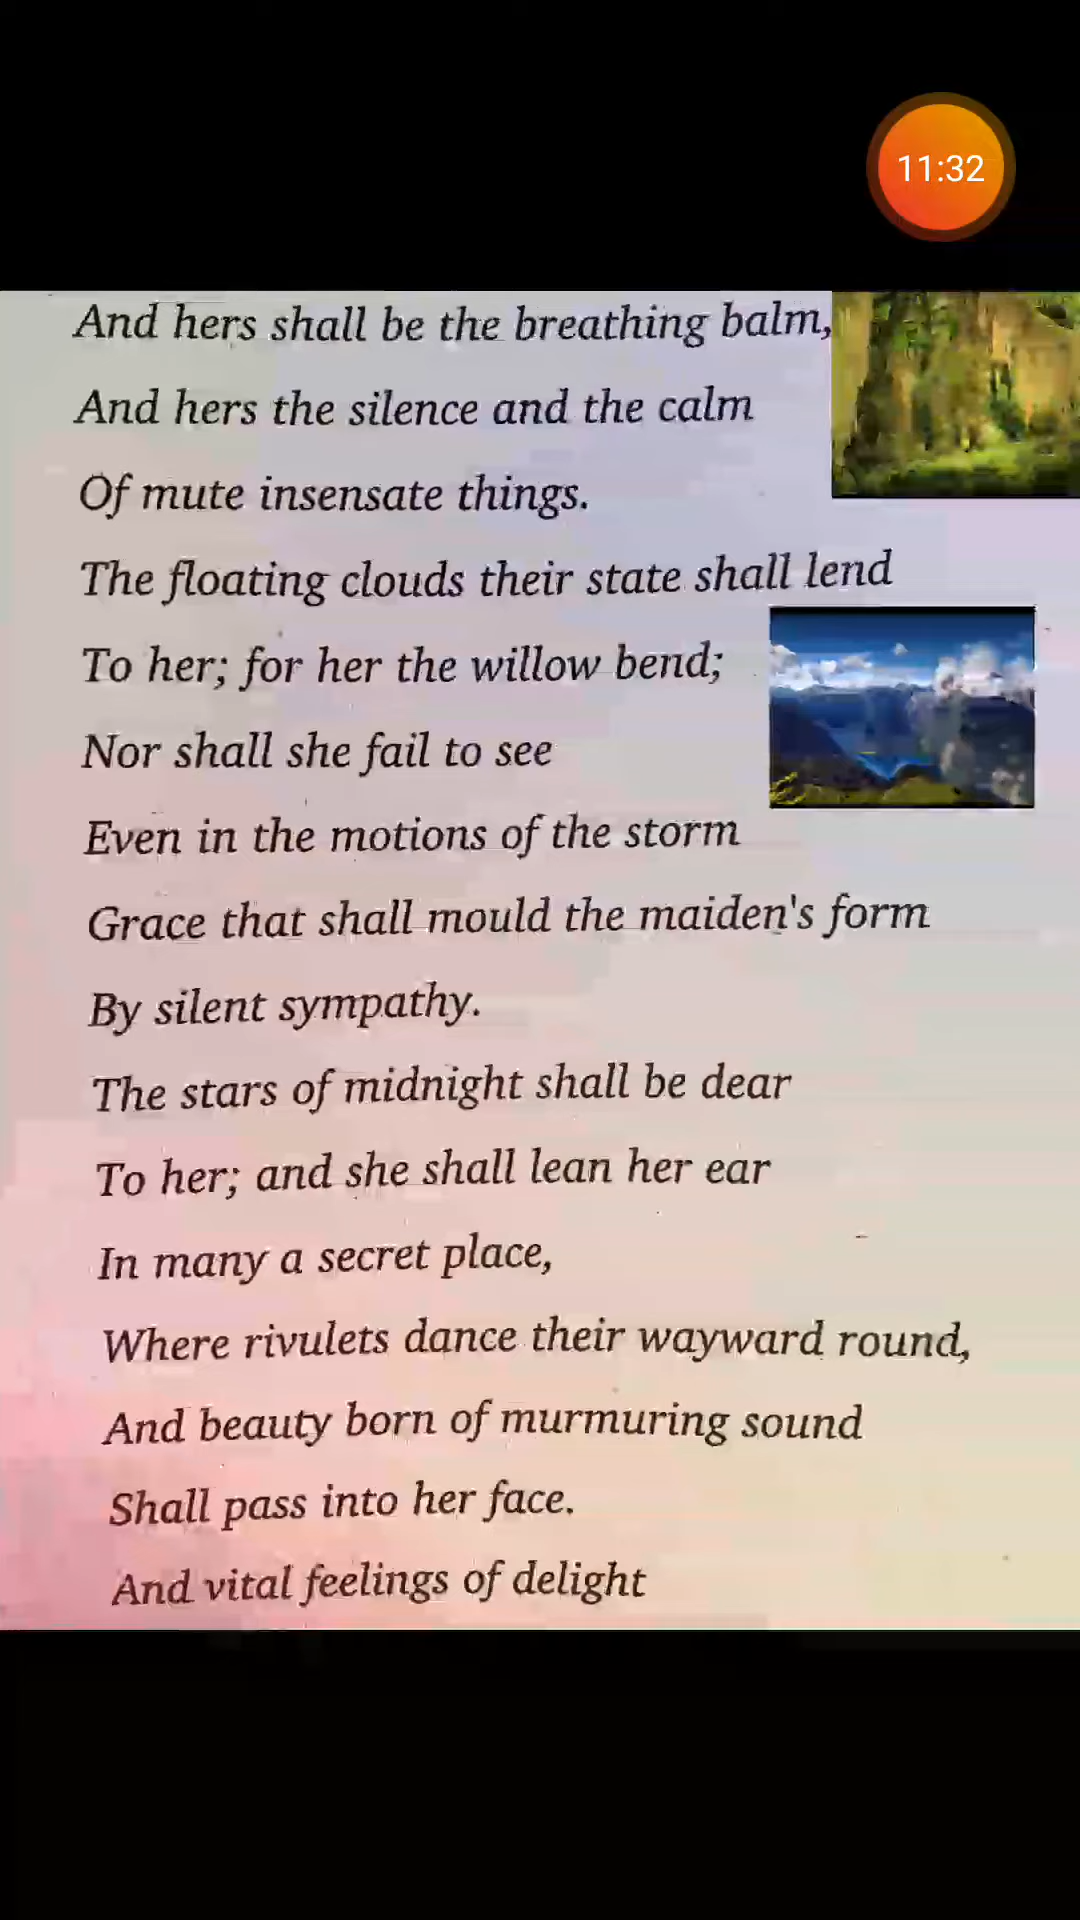 11:32
And hers shall be the breathing balm,
And hers the silence and the calm
Of mute insensate things.
The floating clouds their state shall lend
To her; for her the willow bend;
Nor shall she fail to see
Even in the motions of the storm
Grace that shall mould the maiden's form
By silent sympathy.
The stars of midnight shall be dear
To her; and she shall lean her ear
In many a secret place,
Where rivulets dance their wayward round,
And beauty born of murmuring sound
Shall pass into her face.
And vital feelings of delight